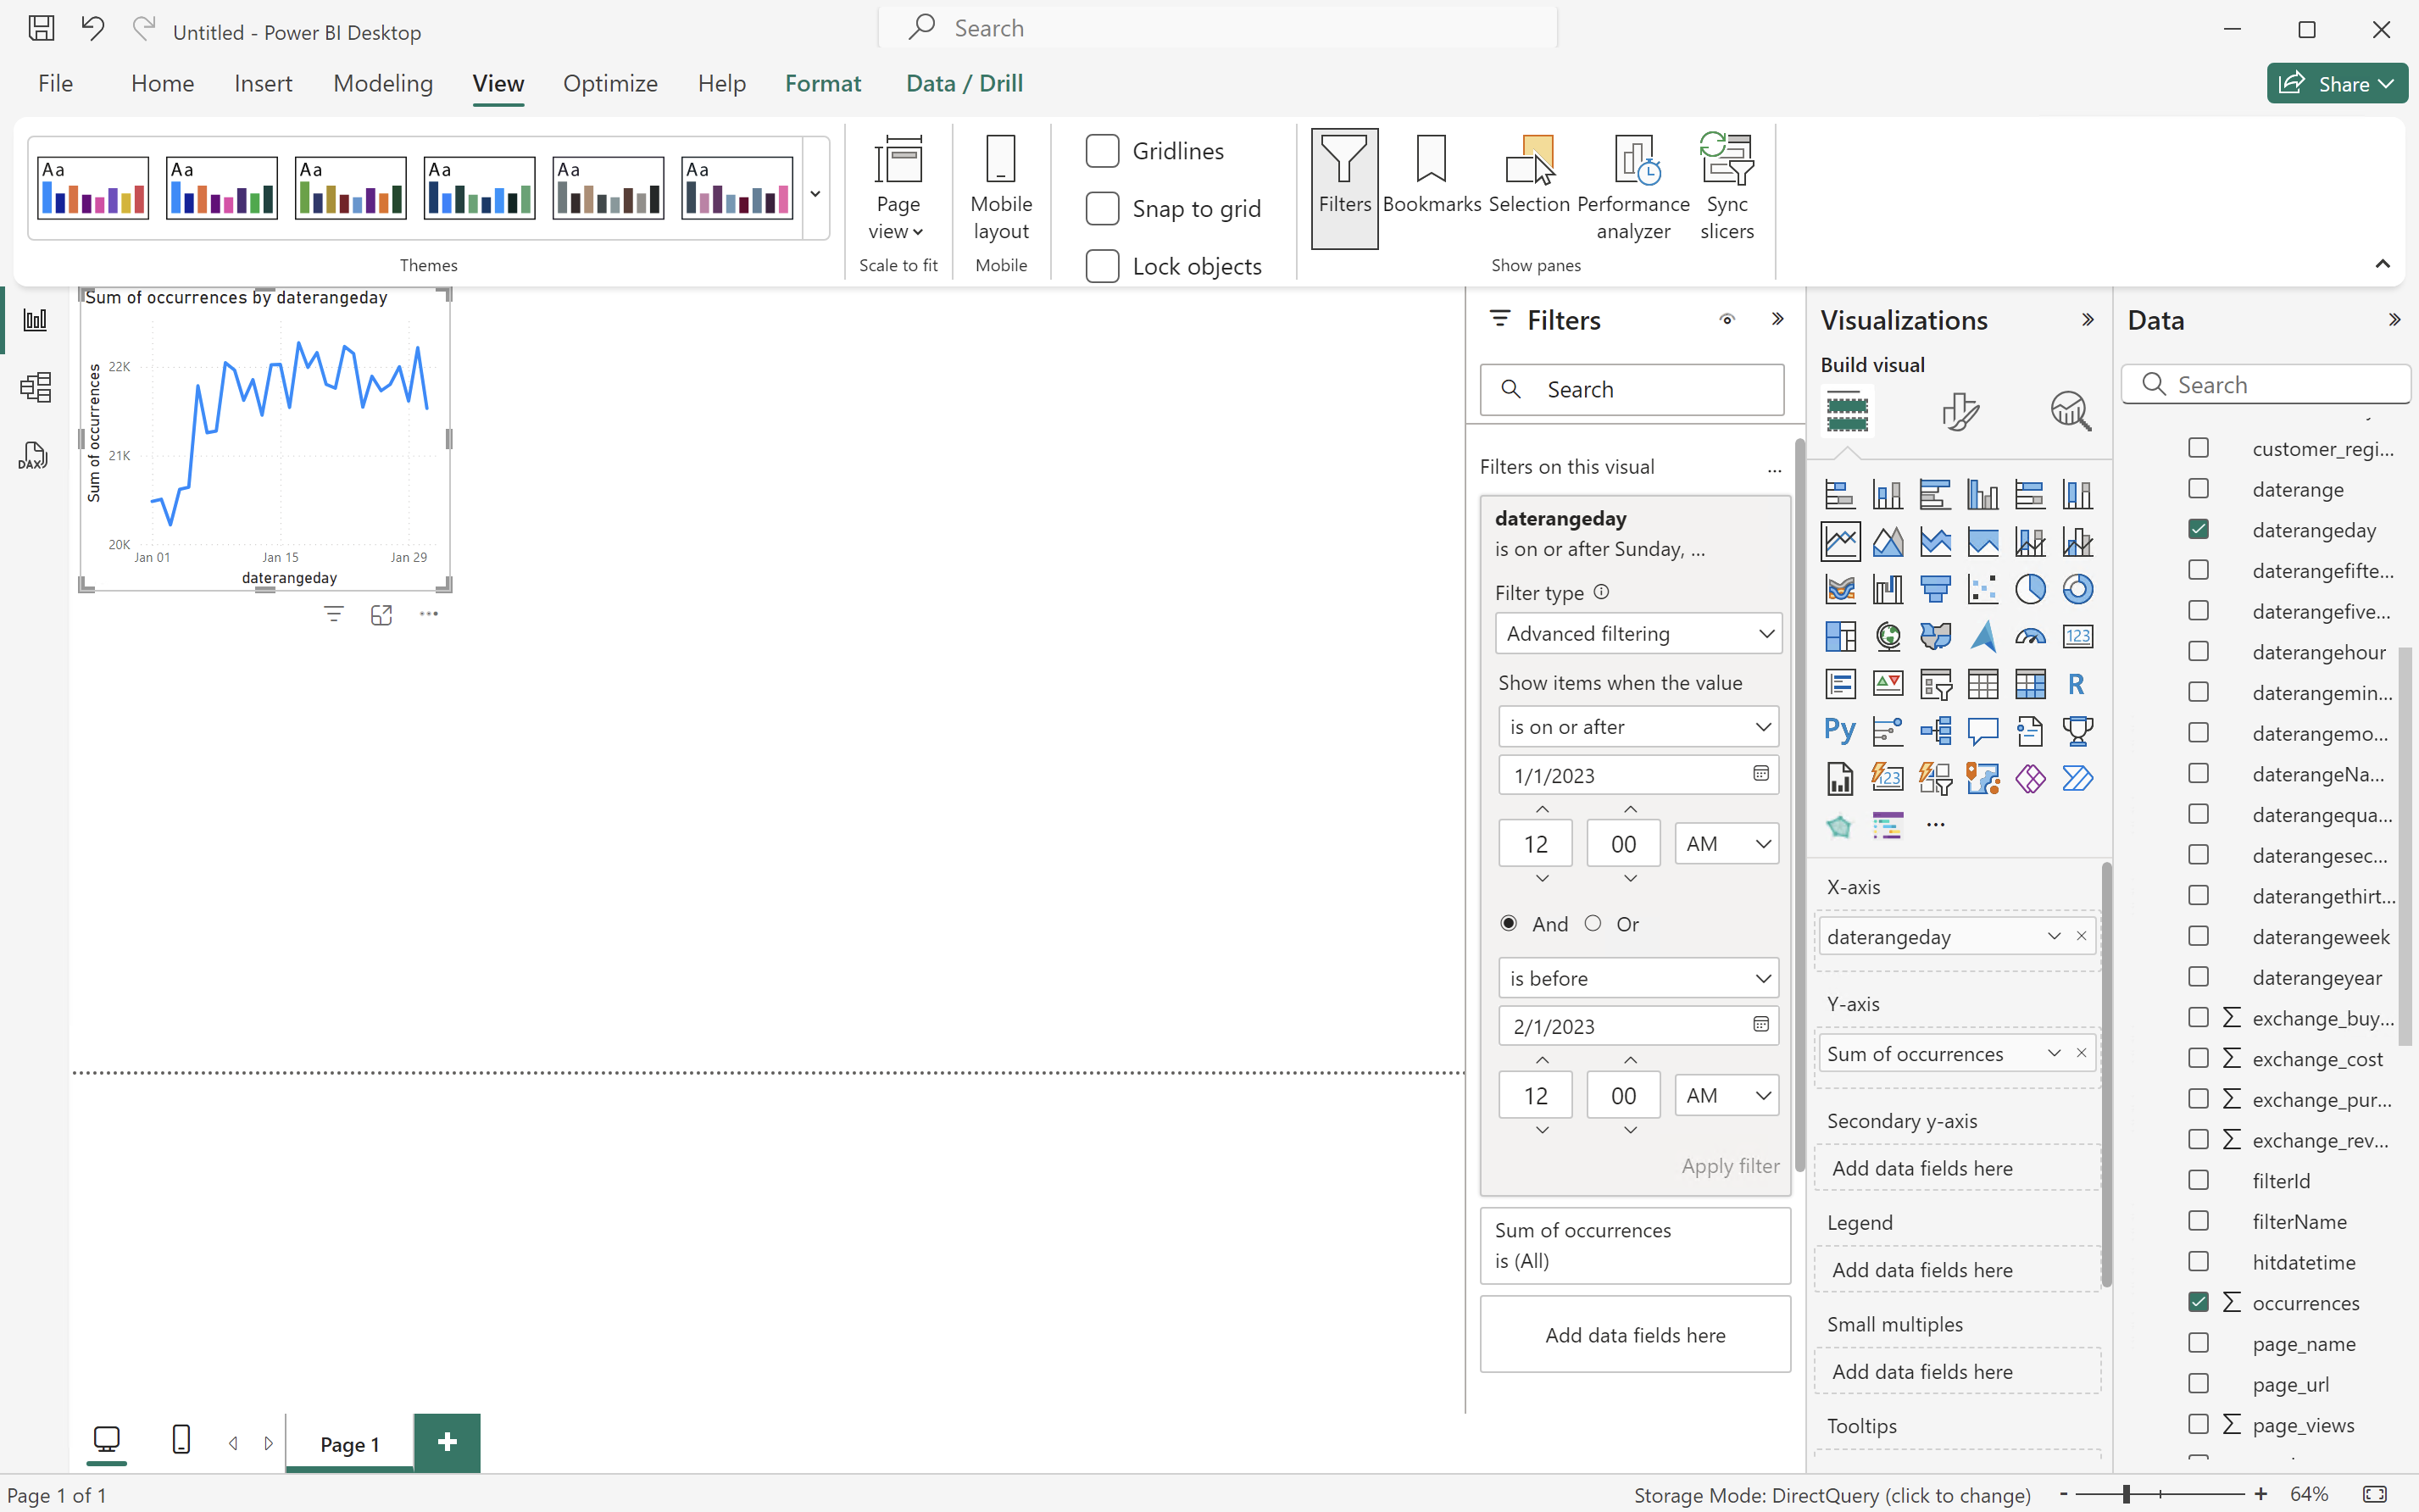 Untitled - Power BI Desktop
Search
File
Home
Insert
Modeling
View
Optimize
Help
Format
Data / Drill
Share
Aa
Aa
Aa
Aa
Aa
Aa
Themes
Page
view
Scale to fit
Mobile
layout
Mobile
Gridlines
Snap to grid
Lock objects
Filters
Bookmarks
Selection
Performance
analyzer
Sync
slicers
Show panes
Sum of occurrences by daterangeday
Sum of occurrences
22K
21K
20K
Jan 01
Jan 15
Jan 29
daterangeday
DAX
Filters
Search
Filters on this visual
...
daterangeday
is on or after Sunday, ...
Filter type
Advanced filtering
Show items when the value
is on or after
1/1/2023
12
00
AM
And
Or
is before
2/1/2023
12
00
AM
Apply filter
Sum of occurrences
is (All)
Add data fields here
Visualizations
Build visual
123
R
Py
123
...
X-axis
daterangeday
Y-axis
Sum of occurrences
Secondary y-axis
Add data fields here
Legend
Add data fields here
Small multiples
Add data fields here
Tooltips
Data
Search
customer_regi...
daterange
daterangeday
daterangefifte...
daterangefive...
daterangehour
daterangemin...
daterangemo...
daterangeNa...
daterangequa...
daterangesec...
daterangethirt...
daterangeweek
daterangeyear
Σ exchange_buy...
Σ exchange_cost
Σ exchange_pur...
Σ exchange_rev...
filterId
filterName
hitdatetime
Σ occurrences
page_name
page_url
Σ page_views
Page 1
+
Page 1 of 1
Storage Mode: DirectQuery (click to change)
- + 64%